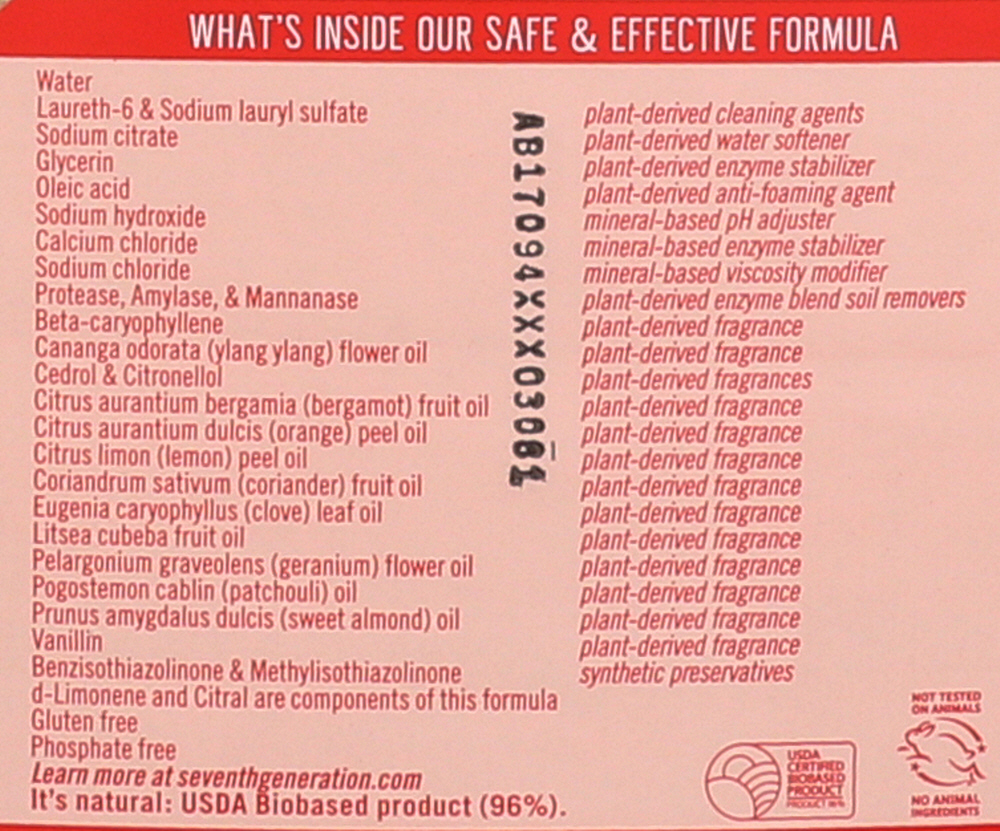 WHAT'S INSIDE OUR SAFE & EFFECTIVE FORMULA
Water
Laureth-6 & Sodium lauryl sulfate plant-derived cleaning agents
Sodium citrate plant-derived water softener
Glycerin plant-derived enzyme stabilizer
Oleic acid plant-derived anti-foaming agent
Sodium hydroxide mineral-based pH adjuster
Calcium chloride mineral-based enzyme stabilizer
Sodium chloride mineral-based viscosity modifier
Protease, Amylase, & Mannanase plant-derived enzyme blend soil removers
Beta-caryophyllene plant-derived fragrance
Cananga odorata (ylang ylang) flower oil plant-derived fragrance
Cedrol & Citronellol plant-derived fragrances
Citrus aurantium bergamia (bergamot) fruit oil plant-derived fragrance
Citrus aurantium dulcis (orange) peel oil plant-derived fragrance
Citrus limon (lemon) peel oil plant-derived fragrance
Coriandrum sativum (coriander) fruit oil plant-derived fragrance
Eugenia caryophyllus (clove) leaf oil plant-derived fragrance
Litsea cubeba fruit oil plant-derived fragrance
Pelargonium graveolens (geranium) flower oil plant-derived fragrance
Pogostemon cablin (patchouli) oil plant-derived fragrance
Prunus amygdalus dulcis (sweet almond) oil plant-derived fragrance
Vanillin plant-derived fragrance
Benzisothiazolinone & Methylisothiazolinone synthetic preservatives
d-Limonene and Citral are components of this formula
Gluten free
Phosphate free
Learn more at seventhgeneration.com
It's natural: USDA Biobased product (96%).
USDA
CERTIFIED
BIOBASED
PRODUCT
PRODUCT 96%
NOT TESTED
ON ANIMALS
NO ANIMAL
INGREDIENTS